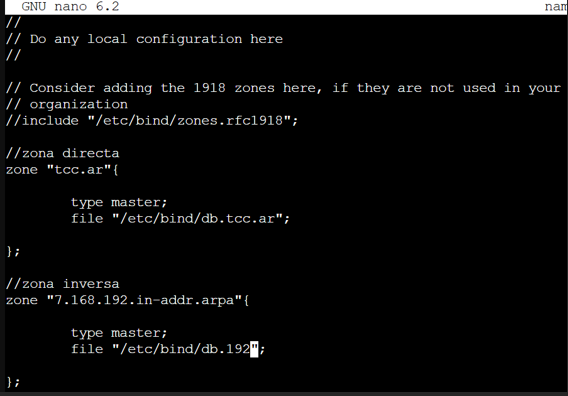 GNU nano 6.2 nam
//
// Do any local configuration here
//
// Consider adding the 1918 zones here, if they are not used in your
// organization
//include "/etc/bind/zones.rfc1918";
//zona directa
zone "tcc.ar"{
type master;
file "/etc/bind/db.tcc.ar";
};
//zona inversa
zone "7.168.192.in-addr.arpa"{
type master;
file "/etc/bind/db.192";
};